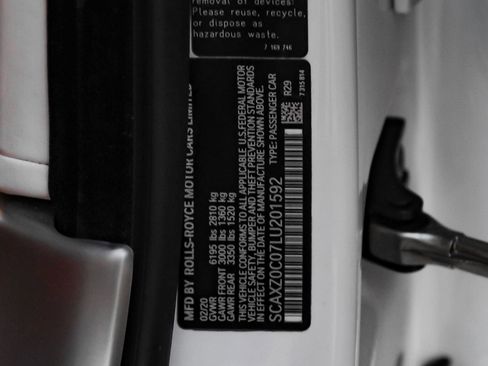 removal of devices!
Please reuse, recycle,
or dispose as
hazardous waste.
7 169 746
MFD BY ROLLS-ROYCE MOTOR CARS LIMITED
02/20
GVWR 6195 lbs 2810 kg
GAWR FRONT 3000 lbs 1360 kg
GAWR REAR 3350 lbs 1520 kg
THIS VEHICLE CONFORMS TO ALL APPLICABLE U.S.FEDERAL MOTOR
VEHICLE SAFETY, BUMPER AND THEFT PREVENTION STANDARDS
IN EFFECT ON THE DATE OF MANUFACTURE SHOWN ABOVE.
SCAXZ0C07LU201592 TYPE: PASSENGER CAR
R29
7 315 814